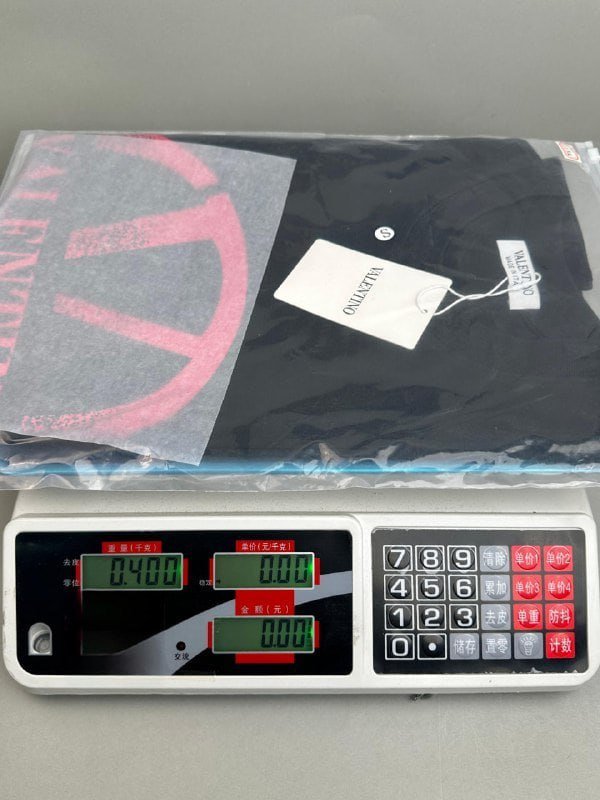 VALENTINO
S
VALENTINO
VALENTINO
MADE IN ITA
重量(千克)
单价(元/千克)
去皮
0.400
0.00
零位
金额(元)
0.00
交流
7 8 9 清除 单价1 单价2
4 5 6 累加 单价3 单价4
1 2 3 去皮 单重 防抖
0 . 储存 置零 计数